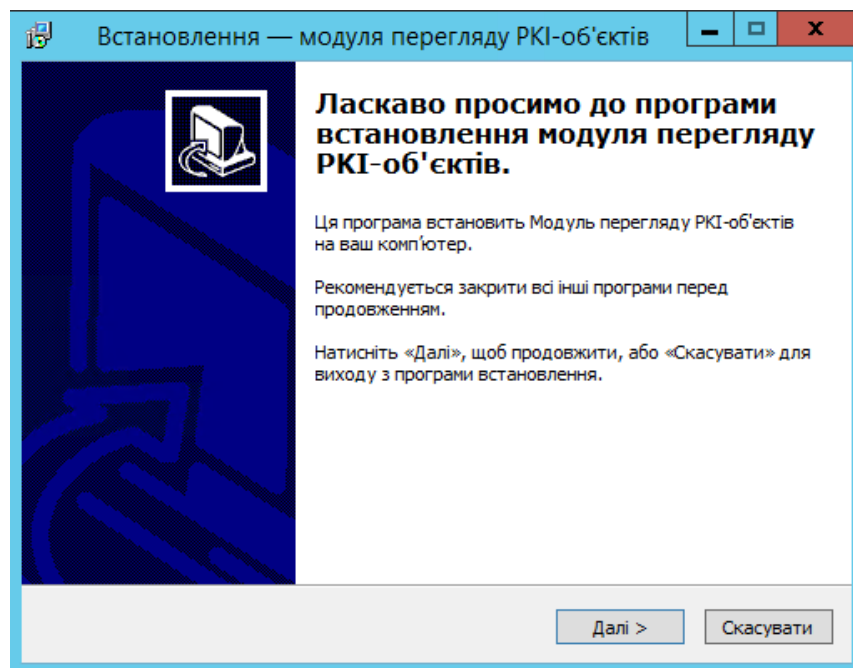 Встановлення — модуля перегляду PKI-об'єктів
Ласкаво просимо до програми
встановлення модуля перегляду
PKI-об'єктів.
Ця програма встановить Модуль перегляду PKI-об'єктів
на ваш комп'ютер.
Рекомендується закрити всі інші програми перед
продовженням.
Натисніть «Далі», щоб продовжити, або «Скасувати» для
виходу з програми встановлення.
Далі >
Скасувати